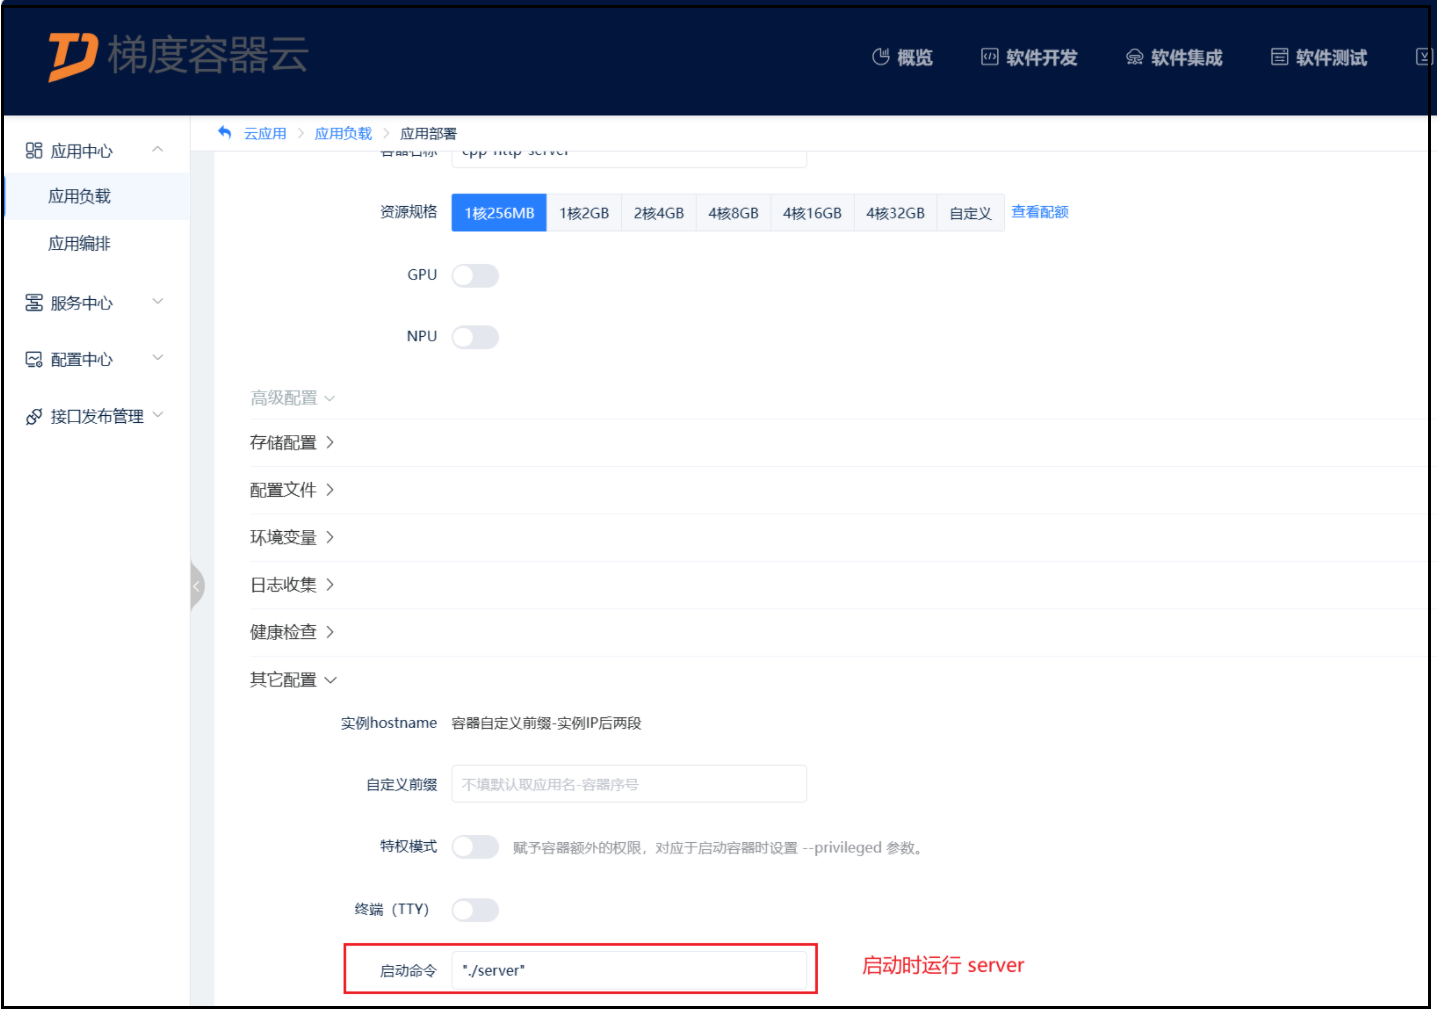 梯度容器云
概览
软件开发
软件集成
软件测试
云应用 > 应用负载 > 应用部署
应用中心
应用负载
应用编排
服务中心
配置中心
接口发布管理
容器名称 cpp-http-server
资源规格 1核256MB 1核2GB 2核4GB 4核8GB 4核16GB 4核32GB 自定义 查看配额
GPU
NPU
高级配置
存储配置
配置文件
环境变量
日志收集
健康检查
其它配置
实例hostname 容器自定义前缀-实例IP后两段
自定义前缀 不填默认取应用名-容器序号
特权模式 赋予容器额外的权限，对应于启动容器时设置 --privileged 参数。
终端（TTY）
启动命令 "./server"
启动时运行 server